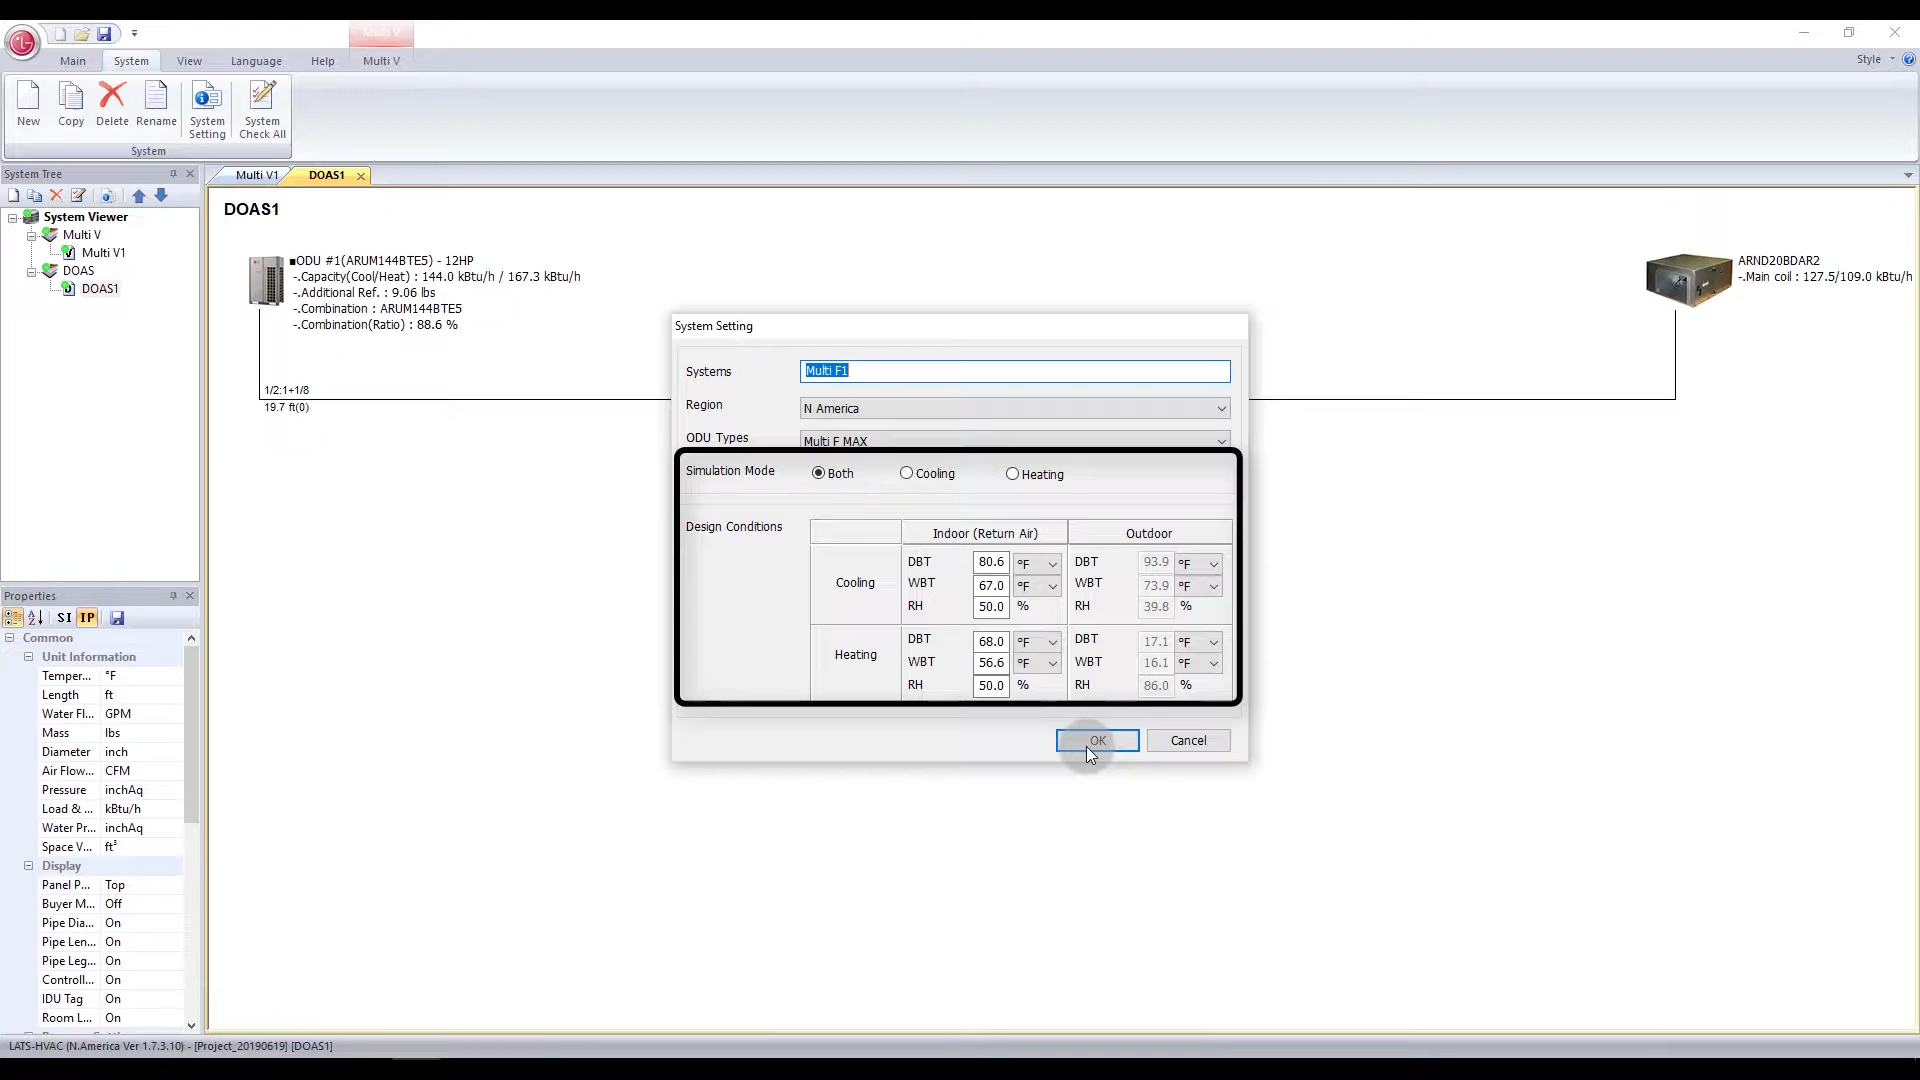 Multi V
Main System View Language Help Multi V
Style
New Copy Delete Rename System Setting System Check All
System
System Tree
Multi V1 DOAS1
System Viewer
Multi V
Multi V1
DOAS
DOAS1
DOAS1
■ODU #1(ARUM144BTE5) - 12HP
-.Capacity(Cool/Heat) : 144.0 kBtu/h / 167.3 kBtu/h
-.Additional Ref. : 9.06 lbs
-.Combination : ARUM144BTE5
-.Combination(Ratio) : 88.6 %
1/2:1+1/8
19.7 ft(0)
ARND20BDAR2
-.Main coil : 127.5/109.0 kBtu/h
System Setting
Systems Multi F1
Region N America
ODU Types Multi F MAX
Simulation Mode Both Cooling Heating
Design Conditions Indoor (Return Air) Outdoor
Cooling
DBT 80.6 °F DBT 93.9 °F
WBT 67.0 °F WBT 73.9 °F
RH 50.0 % RH 39.8 %
Heating
DBT 68.0 °F DBT 17.1 °F
WBT 56.6 °F WBT 16.1 °F
RH 50.0 % RH 86.0 %
OK Cancel
Properties
SI IP
Common
Unit Information
Temper... °F
Length ft
Water Fl... GPM
Mass lbs
Diameter inch
Air Flow... CFM
Pressure inchAq
Load & ... kBtu/h
Water Pr... inchAq
Space V... ft³
Display
Panel P... Top
Buyer M... Off
Pipe Dia... On
Pipe Len... On
Pipe Leg... On
Controll... On
IDU Tag On
Room L... On
LATS-HVAC (N.America Ver 1.7.3.10) - [Project_20190619] [DOAS1]